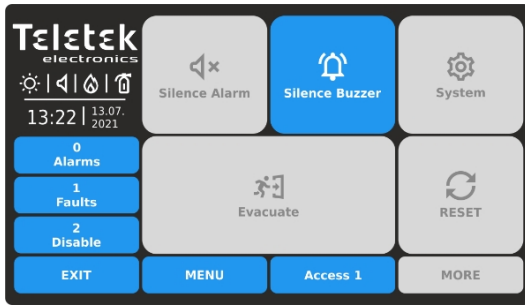 Teletek
electronics
13:22
13.07.
2021
0
Alarms
1
Faults
2
Disable
EXIT
Silence Alarm
Silence Buzzer
System
Evacuate
RESET
MENU
Access 1
MORE